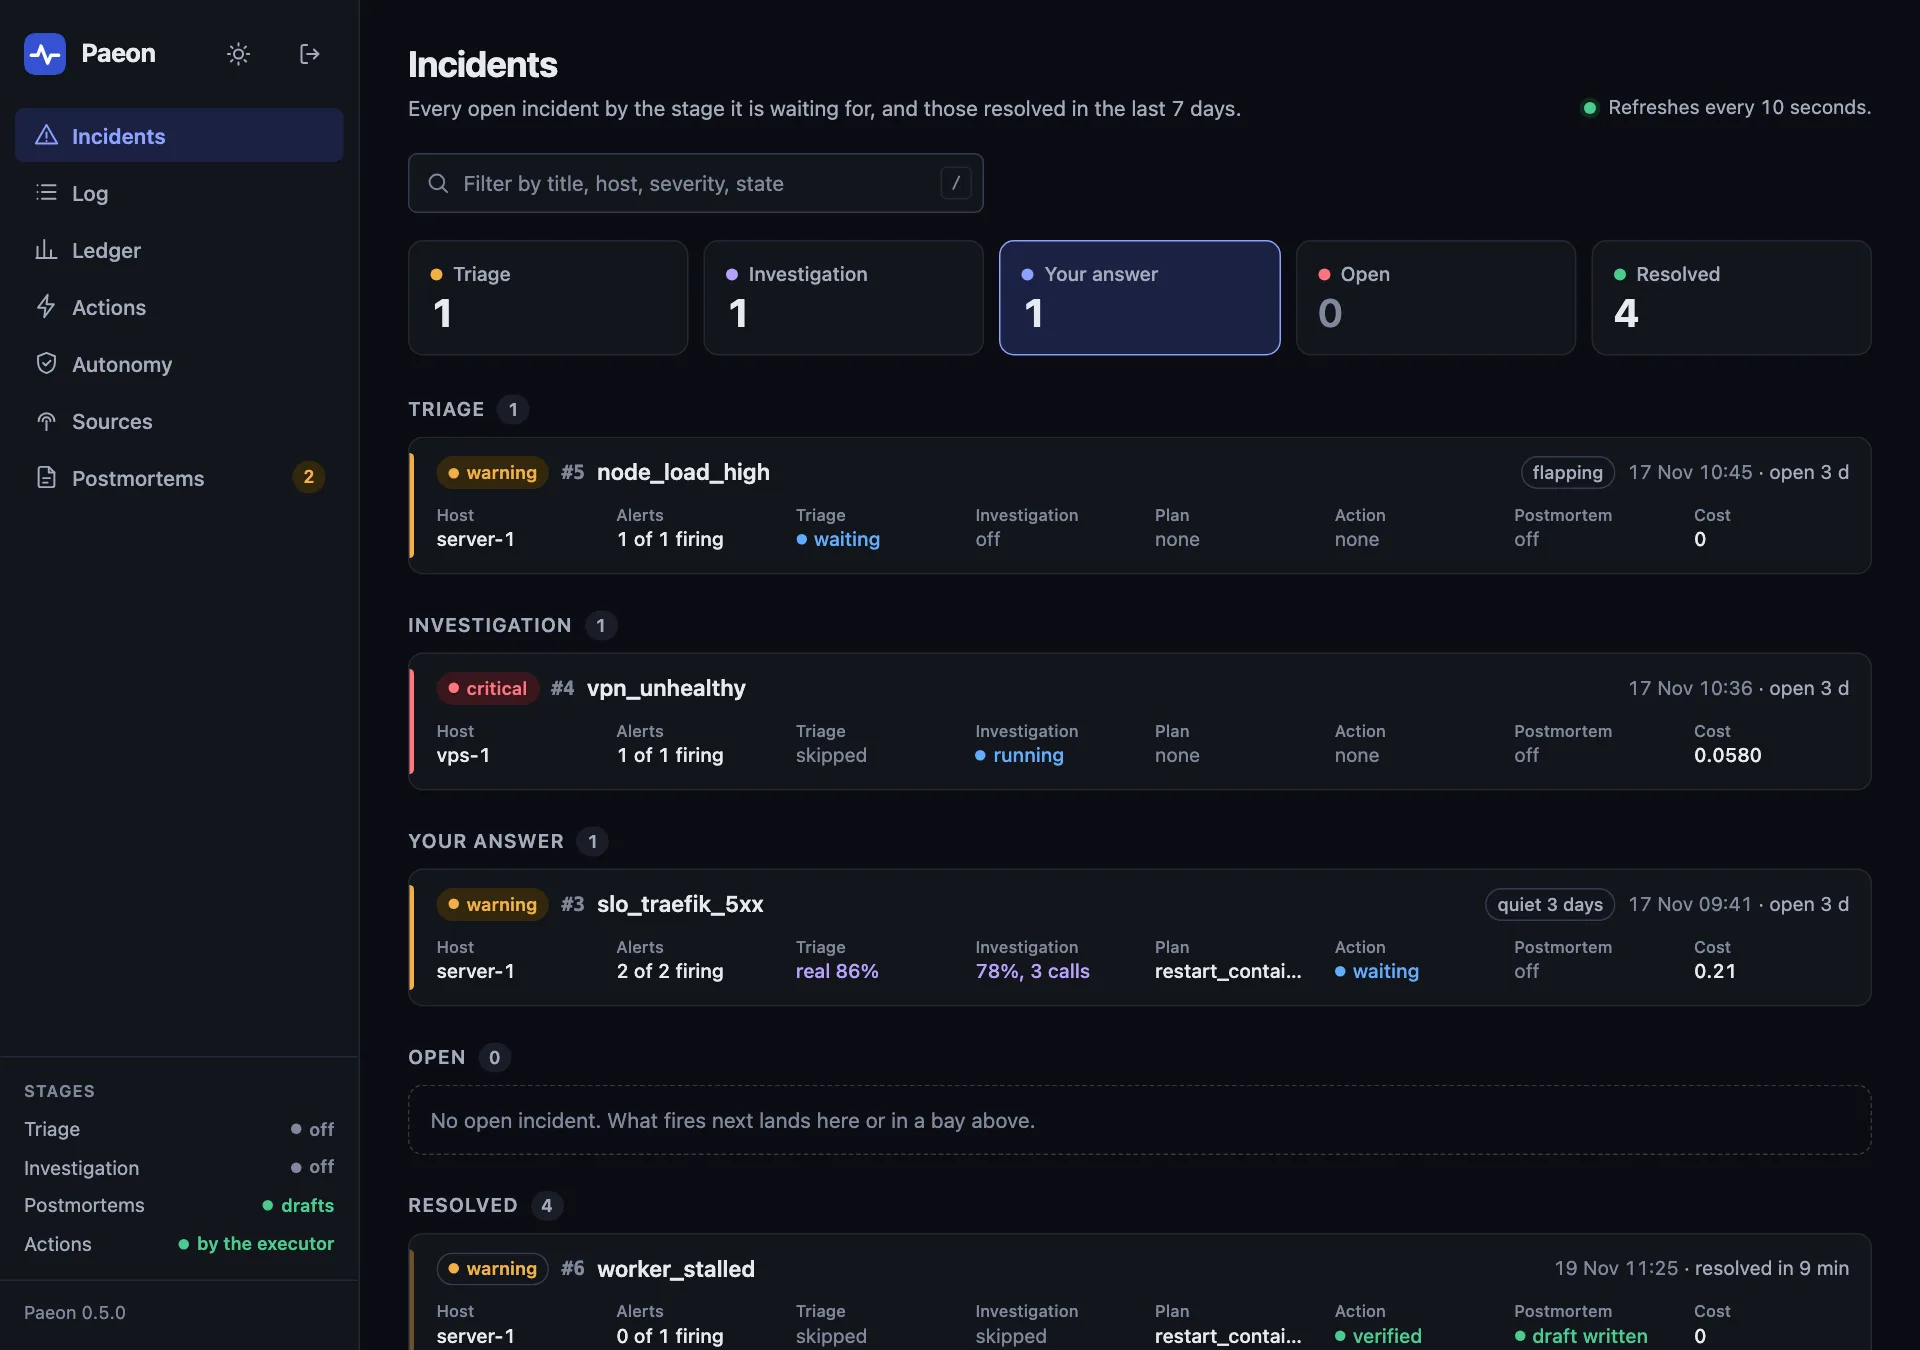 Paeon
Incidents
Log
Ledger
Actions
Autonomy
Sources
Postmortems 2
STAGES
Triage off
Investigation off
Postmortems drafts
Actions by the executor
Paeon 0.5.0
Incidents
Every open incident by the stage it is waiting for, and those resolved in the last 7 days.
Refreshes every 10 seconds.
Filter by title, host, severity, state /
Triage Investigation Your answer Open Resolved
1 1 1 0 4
TRIAGE 1
warning #5 node_load_high flapping 17 Nov 10:45 · open 3 d
Host Alerts Triage Investigation Plan Action Postmortem Cost
server-1 1 of 1 firing waiting off none none off 0
INVESTIGATION 1
critical #4 vpn_unhealthy 17 Nov 10:36 · open 3 d
Host Alerts Triage Investigation Plan Action Postmortem Cost
vps-1 1 of 1 firing skipped running none none off 0.0580
YOUR ANSWER 1
warning #3 slo_traefik_5xx quiet 3 days 17 Nov 09:41 · open 3 d
Host Alerts Triage Investigation Plan Action Postmortem Cost
server-1 2 of 2 firing real 86% 78%, 3 calls restart_contai... waiting off 0.21
OPEN 0
No open incident. What fires next lands here or in a bay above.
RESOLVED 4
warning #6 worker_stalled 19 Nov 11:25 · resolved in 9 min
Host Alerts Triage Investigation Plan Action Postmortem Cost
server-1 0 of 1 firing skipped skipped restart_contai... verified draft written 0